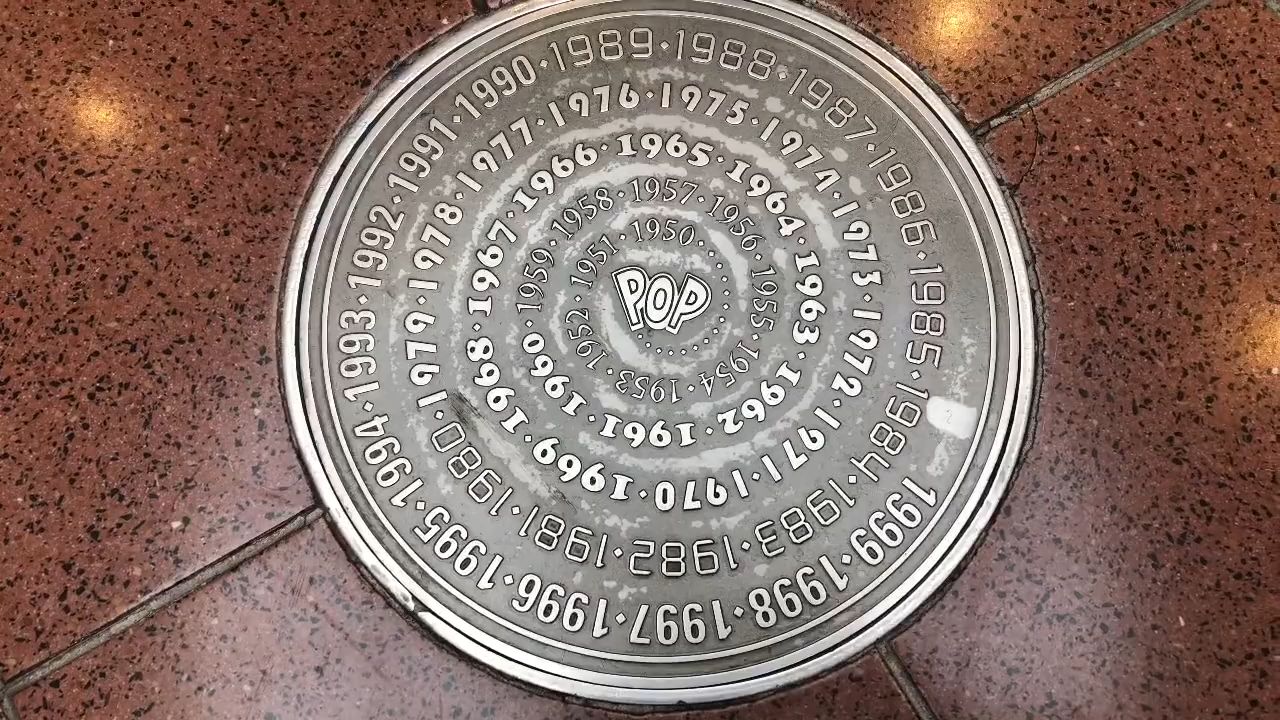 POP
1950 · 1951 · 1952 · 1953 · 1954 · 1955 · 1956 · 1957 · 1958 · 1959 · 1960 · 1961 · 1962 · 1963 · 1964 · 1965 · 1966 · 1967 · 1968 · 1969 · 1970 · 1971 · 1972 · 1973 · 1974 · 1975 · 1976 · 1977 · 1978 · 1979 · 1980 · 1981 · 1982 · 1983 · 1984 · 1985 · 1986 · 1987 · 1988 · 1989 · 1990 · 1991 · 1992 · 1993 · 1994 · 1995 · 1996 · 1997 · 1998 · 1999